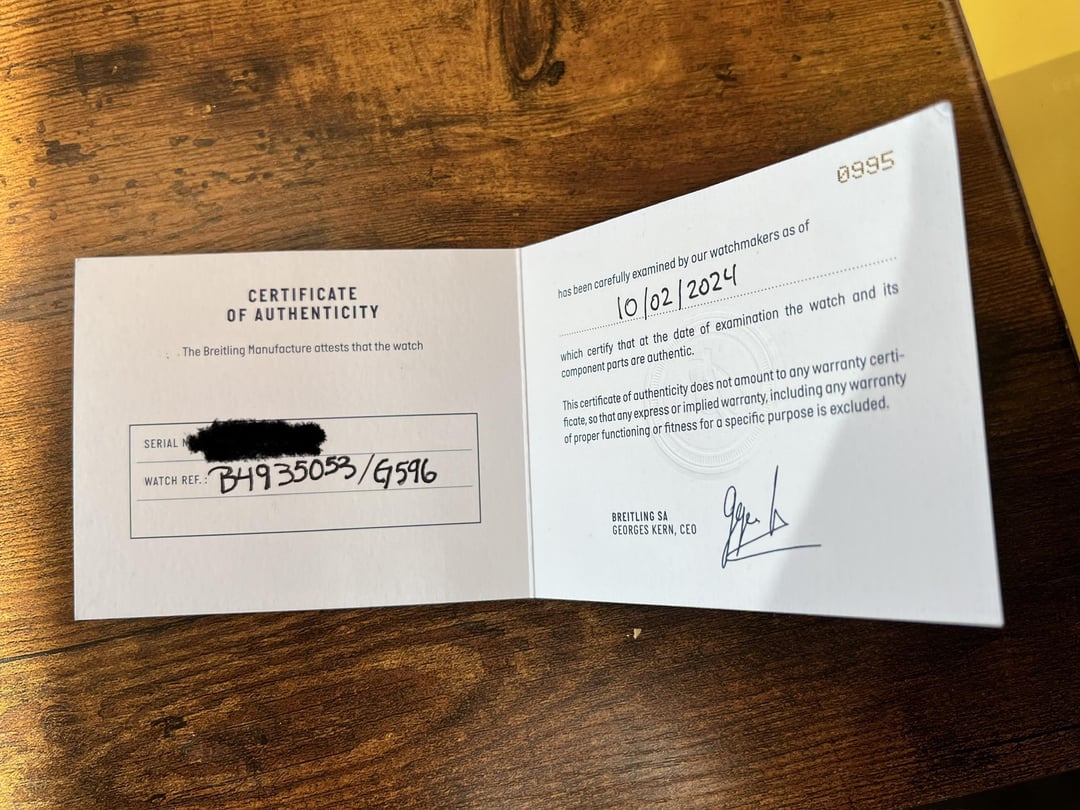 CERTIFICATE
OF AUTHENTICITY
The Breitling Manufacture attests that the watch
SERIAL N
WATCH REF.: B4935053/G596
0995
has been carefully examined by our watchmakers as of
10/02/2024
which certify that at the date of examination the watch and its
component parts are authentic.
This certificate of authenticity does not amount to any warranty certi-
ficate, so that any express or implied warranty, including any warranty
of proper functioning or fitness for a specific purpose is excluded.
BREITLING SA
GEORGES KERN, CEO